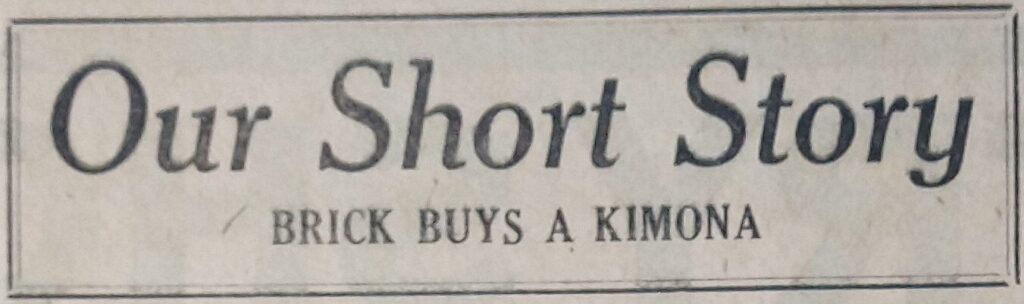 Our Short Story
BRICK BUYS A KIMONA